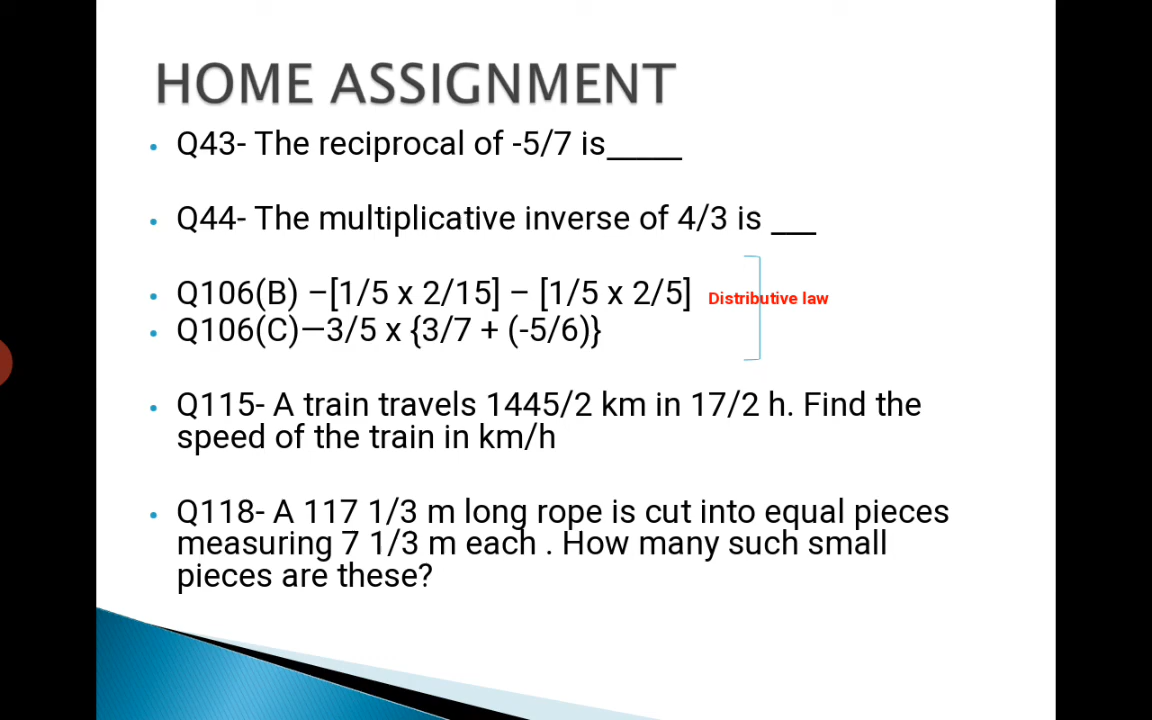 HOME ASSIGNMENT
• Q43- The reciprocal of -5/7 is_____
• Q44- The multiplicative inverse of 4/3 is ___
• Q106(B) –[1/5 x 2/15] – [1/5 x 2/5] Distributive law
• Q106(C)—3/5 x {3/7 + (-5/6)}
• Q115- A train travels 1445/2 km in 17/2 h. Find the
speed of the train in km/h
• Q118- A 117 1/3 m long rope is cut into equal pieces
measuring 7 1/3 m each . How many such small
pieces are these?